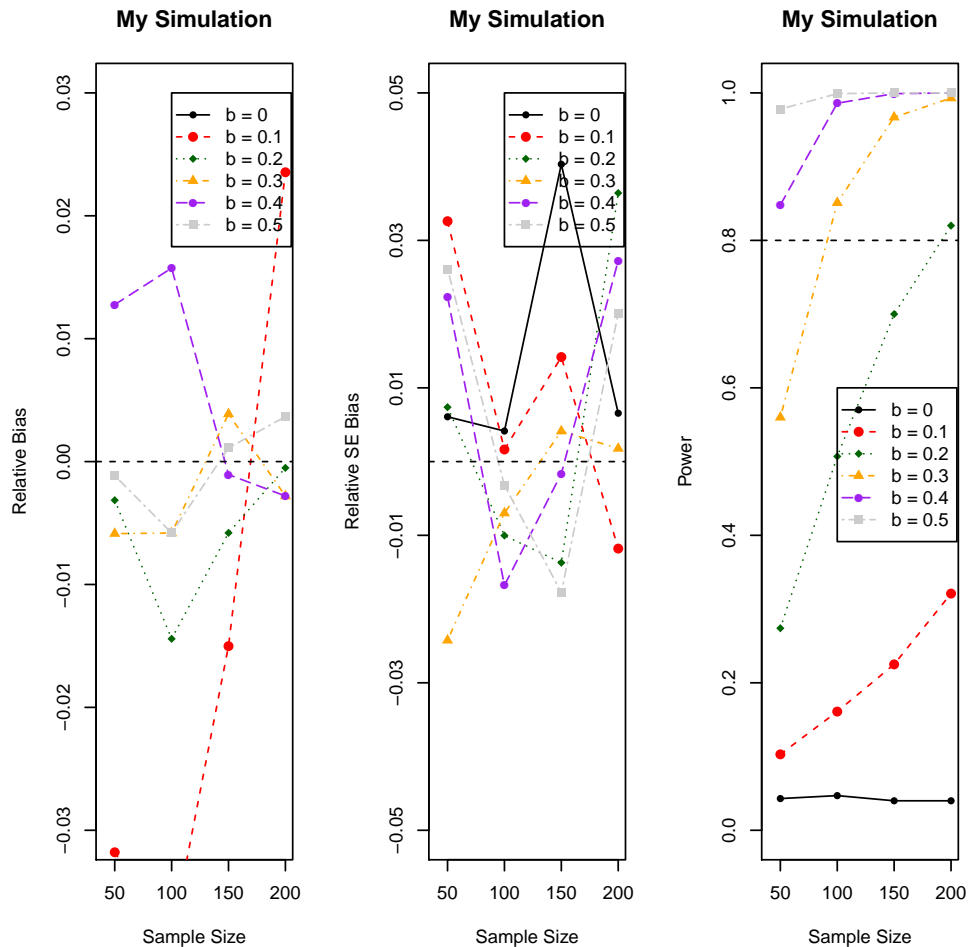 My Simulation
Relative Bias
0.03
0.02
0.01
0.00
−0.01
−0.02
−0.03
b = 0
b = 0.1
b = 0.2
b = 0.3
b = 0.4
b = 0.5
50 100 150 200
Sample Size
My Simulation
Relative SE Bias
0.05
0.03
0.01
−0.01
−0.03
−0.05
b = 0
b = 0.1
b = 0.2
b = 0.3
b = 0.4
b = 0.5
50 100 150 200
Sample Size
My Simulation
Power
1.0
0.8
0.6
0.4
0.2
0.0
b = 0
b = 0.1
b = 0.2
b = 0.3
b = 0.4
b = 0.5
50 100 150 200
Sample Size